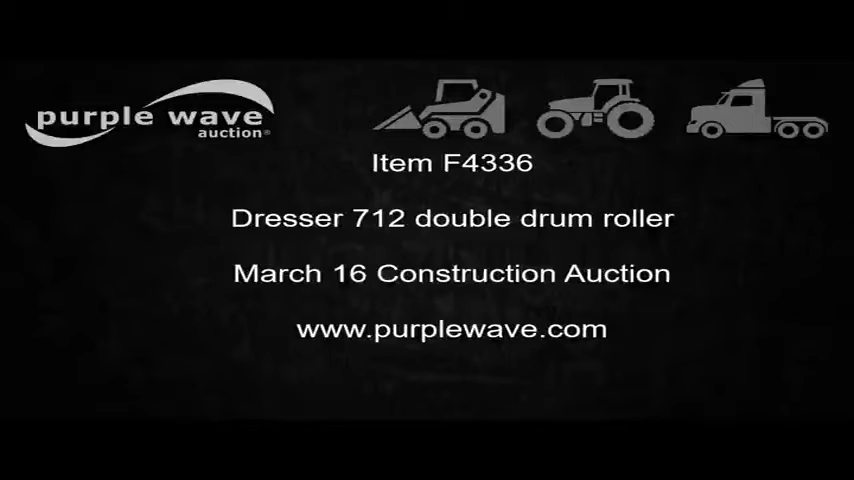 purple wave
auction®
Item F4336
Dresser 712 double drum roller
March 16 Construction Auction
www.purplewave.com